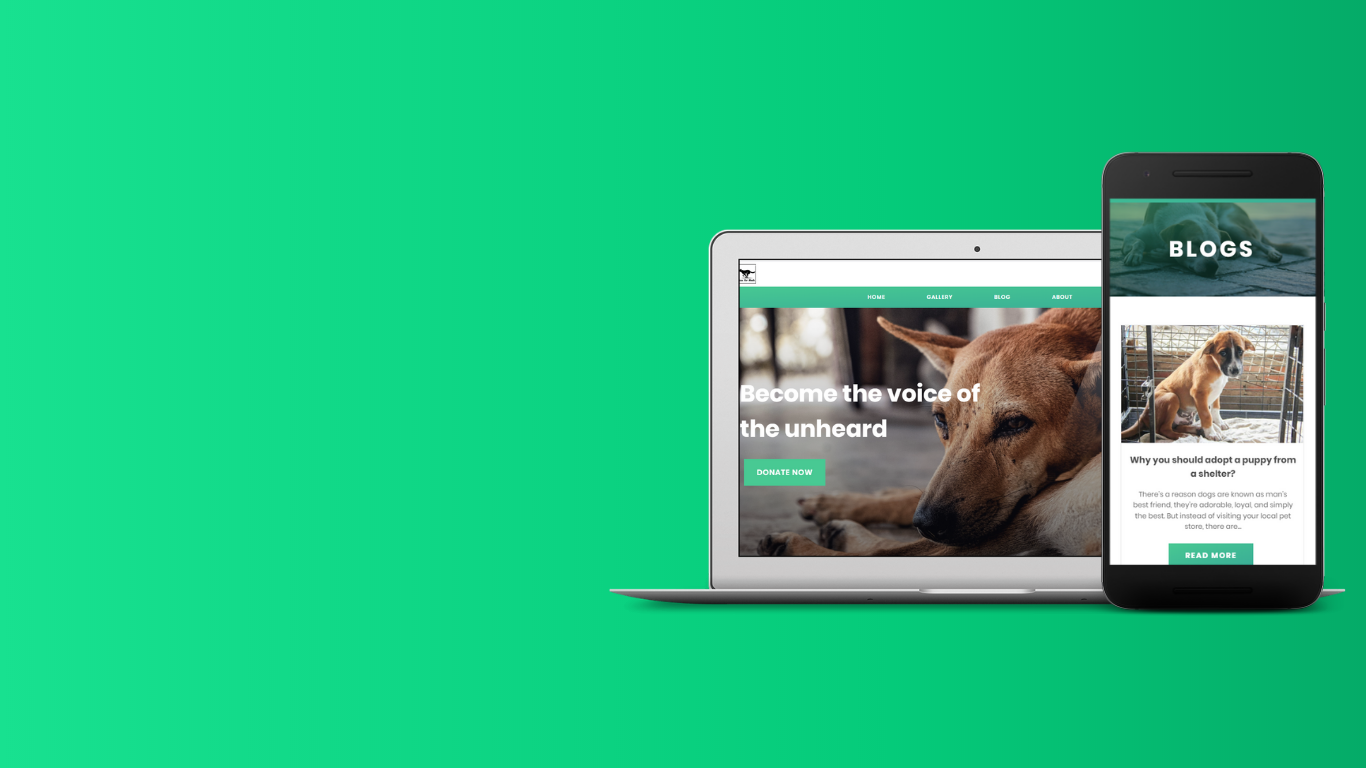 HOME GALLERY BLOG ABOUT
Become the voice of
the unheard
DONATE NOW
BLOGS
Why you should adopt a puppy from
a shelter?
There's a reason dogs are known as man's
best friend, they're adorable, loyal, and simply
the best. But instead of visiting your local pet
store, there are...
READ MORE